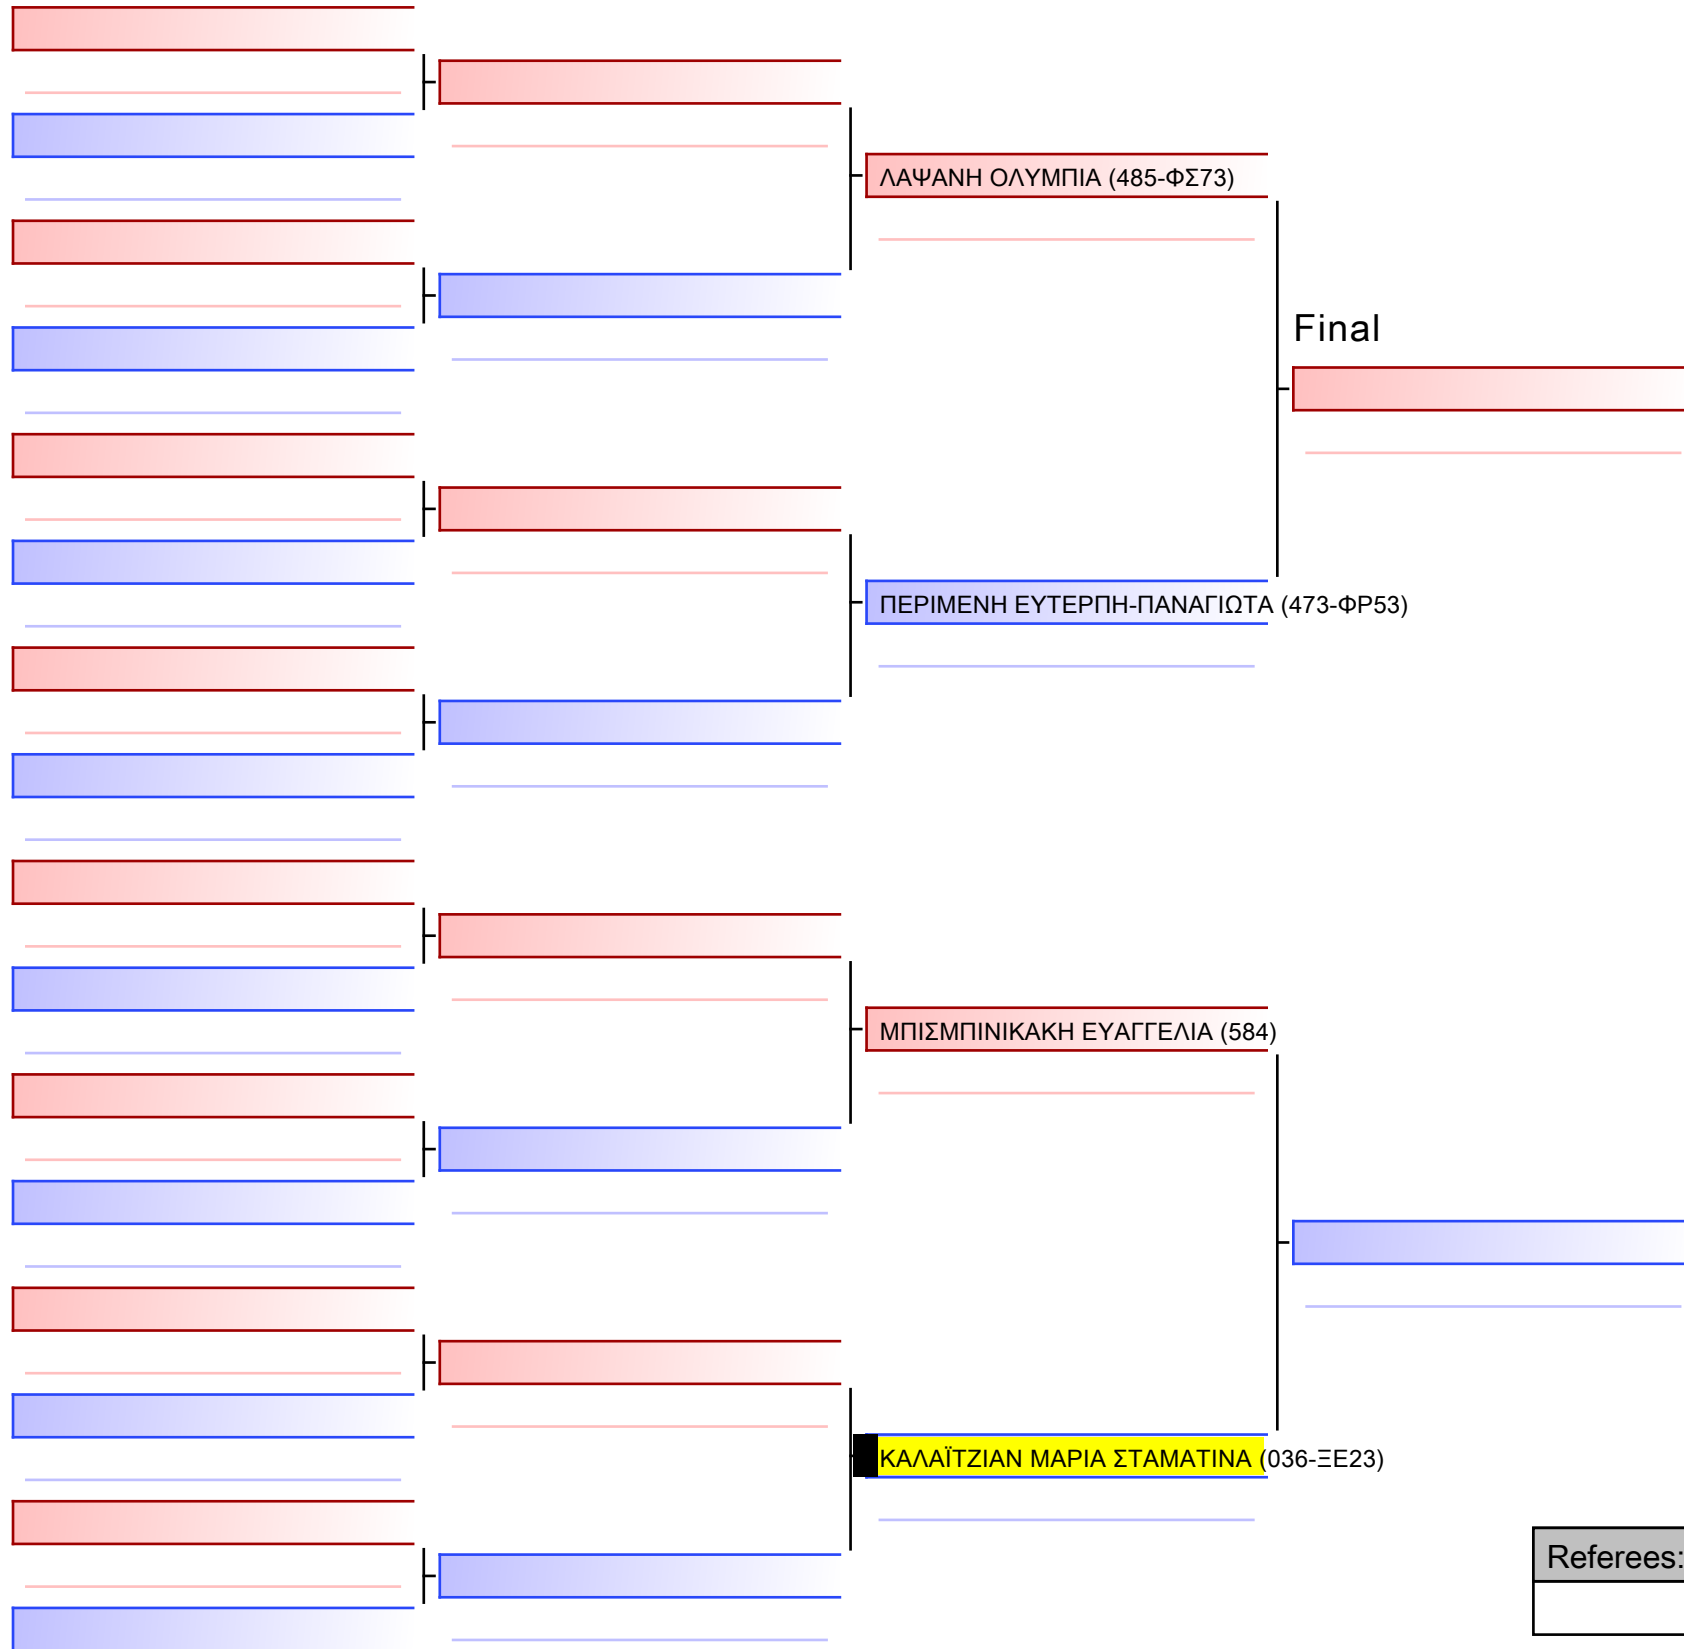 ΛΑΨΑΝΗ ΟΛΥΜΠΙΑ (485-ΦΣ73)
Final
ΠΕΡΙΜΕΝΗ ΕΥΤΕΡΠΗ-ΠΑΝΑΓΙΩΤΑ (473-ΦΡ53)
ΜΠΙΣΜΠΙΝΙΚΑΚΗ ΕΥΑΓΓΕΛΙΑ (584)
ΚΑΛΑΪΤΖΙΑΝ ΜΑΡΙΑ ΣΤΑΜΑΤΙΝΑ (036-ΞΕ23)
Referees: